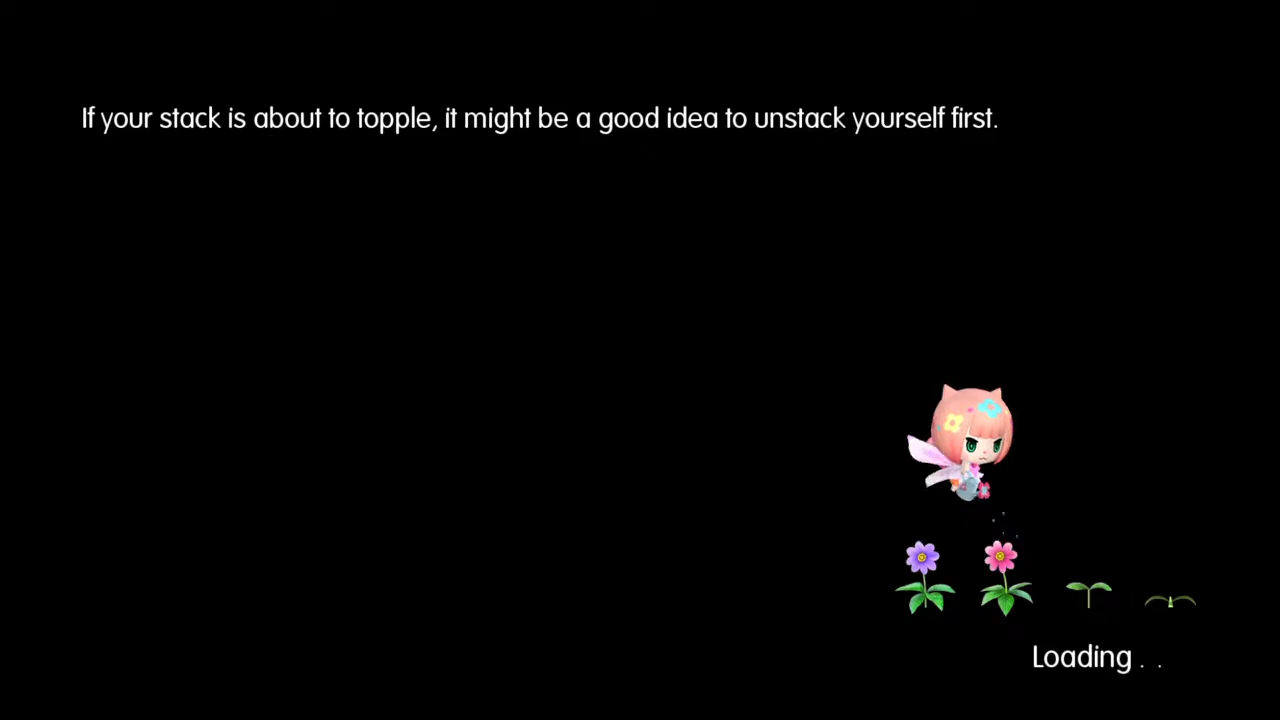 If your stack is about to topple, it might be a good idea to unstack yourself first.
Loading . .